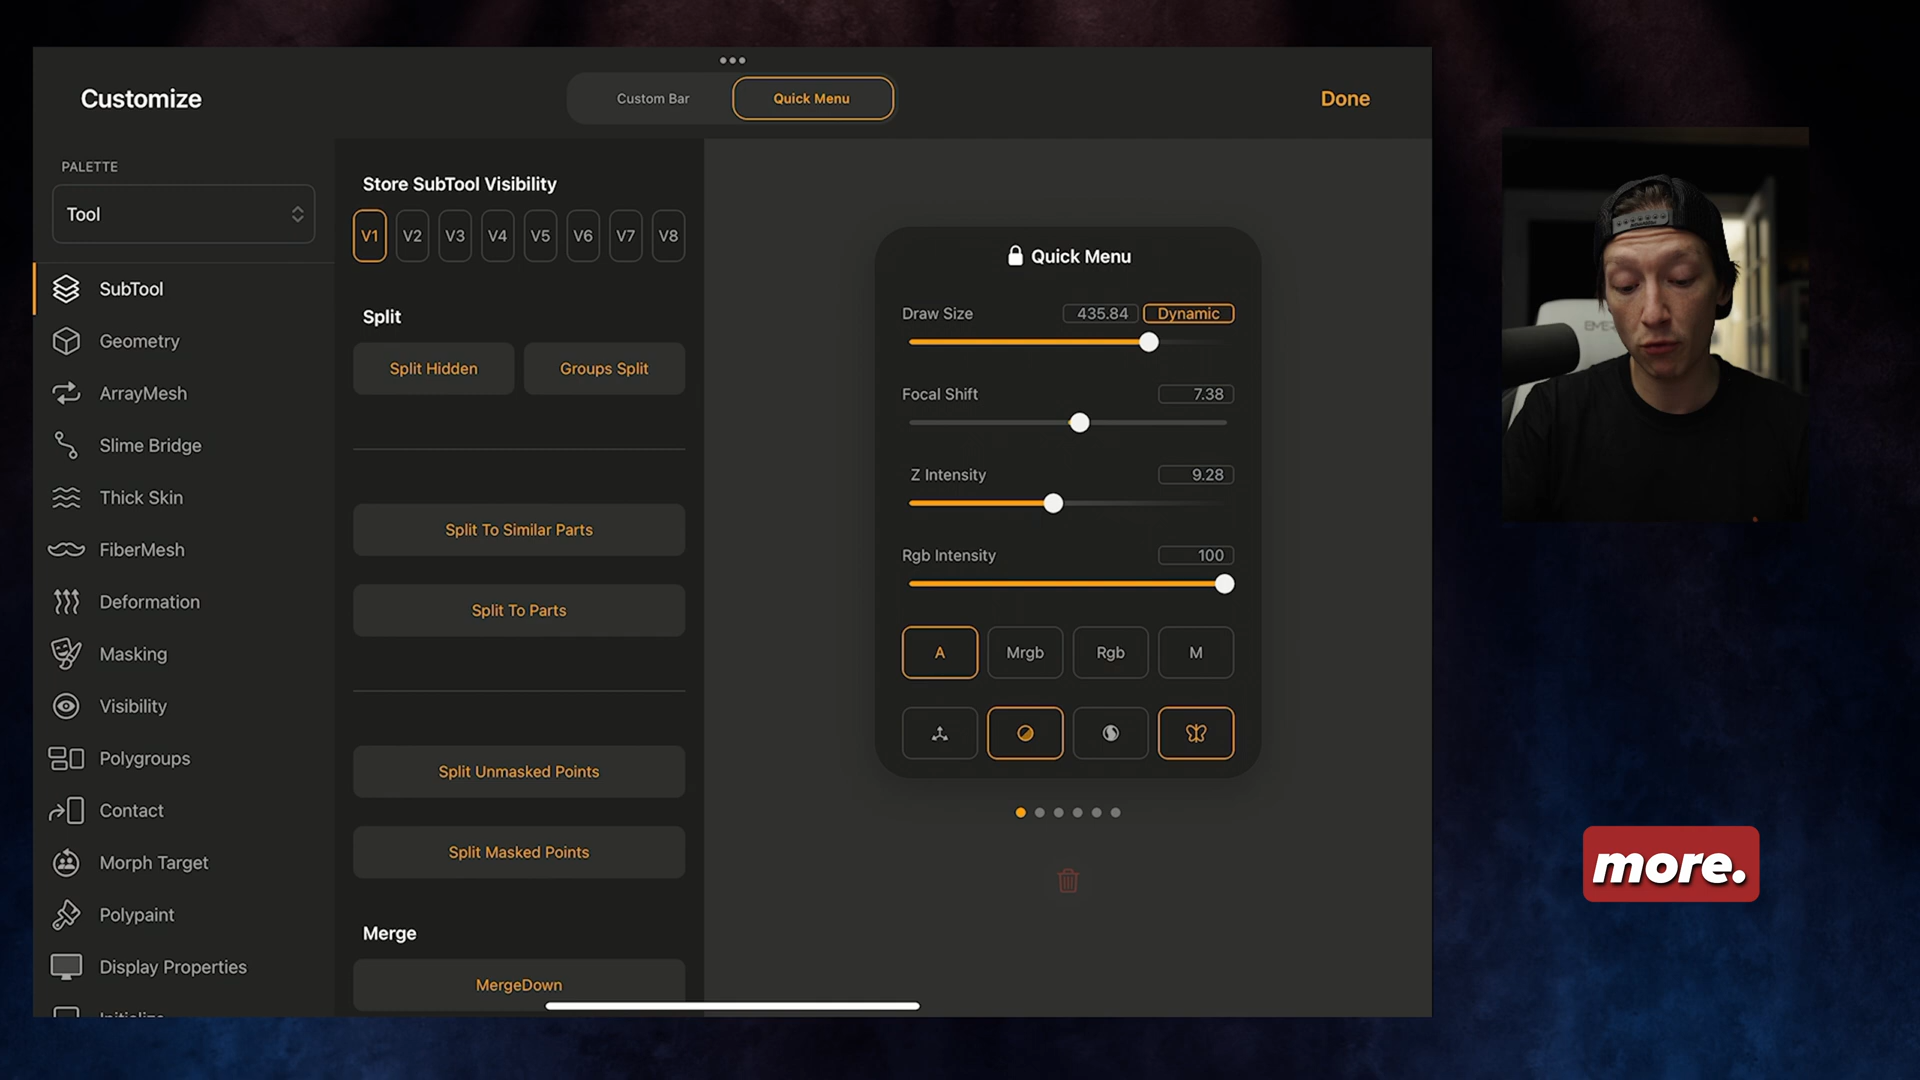 Customize
Custom Bar
Quick Menu
Done
PALETTE
Tool
SubTool
Geometry
ArrayMesh
Slime Bridge
Thick Skin
FiberMesh
Deformation
Masking
Visibility
Polygroups
Contact
Morph Target
Polypaint
Display Properties
Store SubTool Visibility
V1 V2 V3 V4 V5 V6 V7 V8
Split
Split Hidden
Groups Split
Split To Similar Parts
Split To Parts
Split Unmasked Points
Split Masked Points
Merge
MergeDown
Quick Menu
Draw Size 435.84 Dynamic
Focal Shift 7.38
Z Intensity 9.28
Rgb Intensity 100
A Mrgb Rgb M
more.